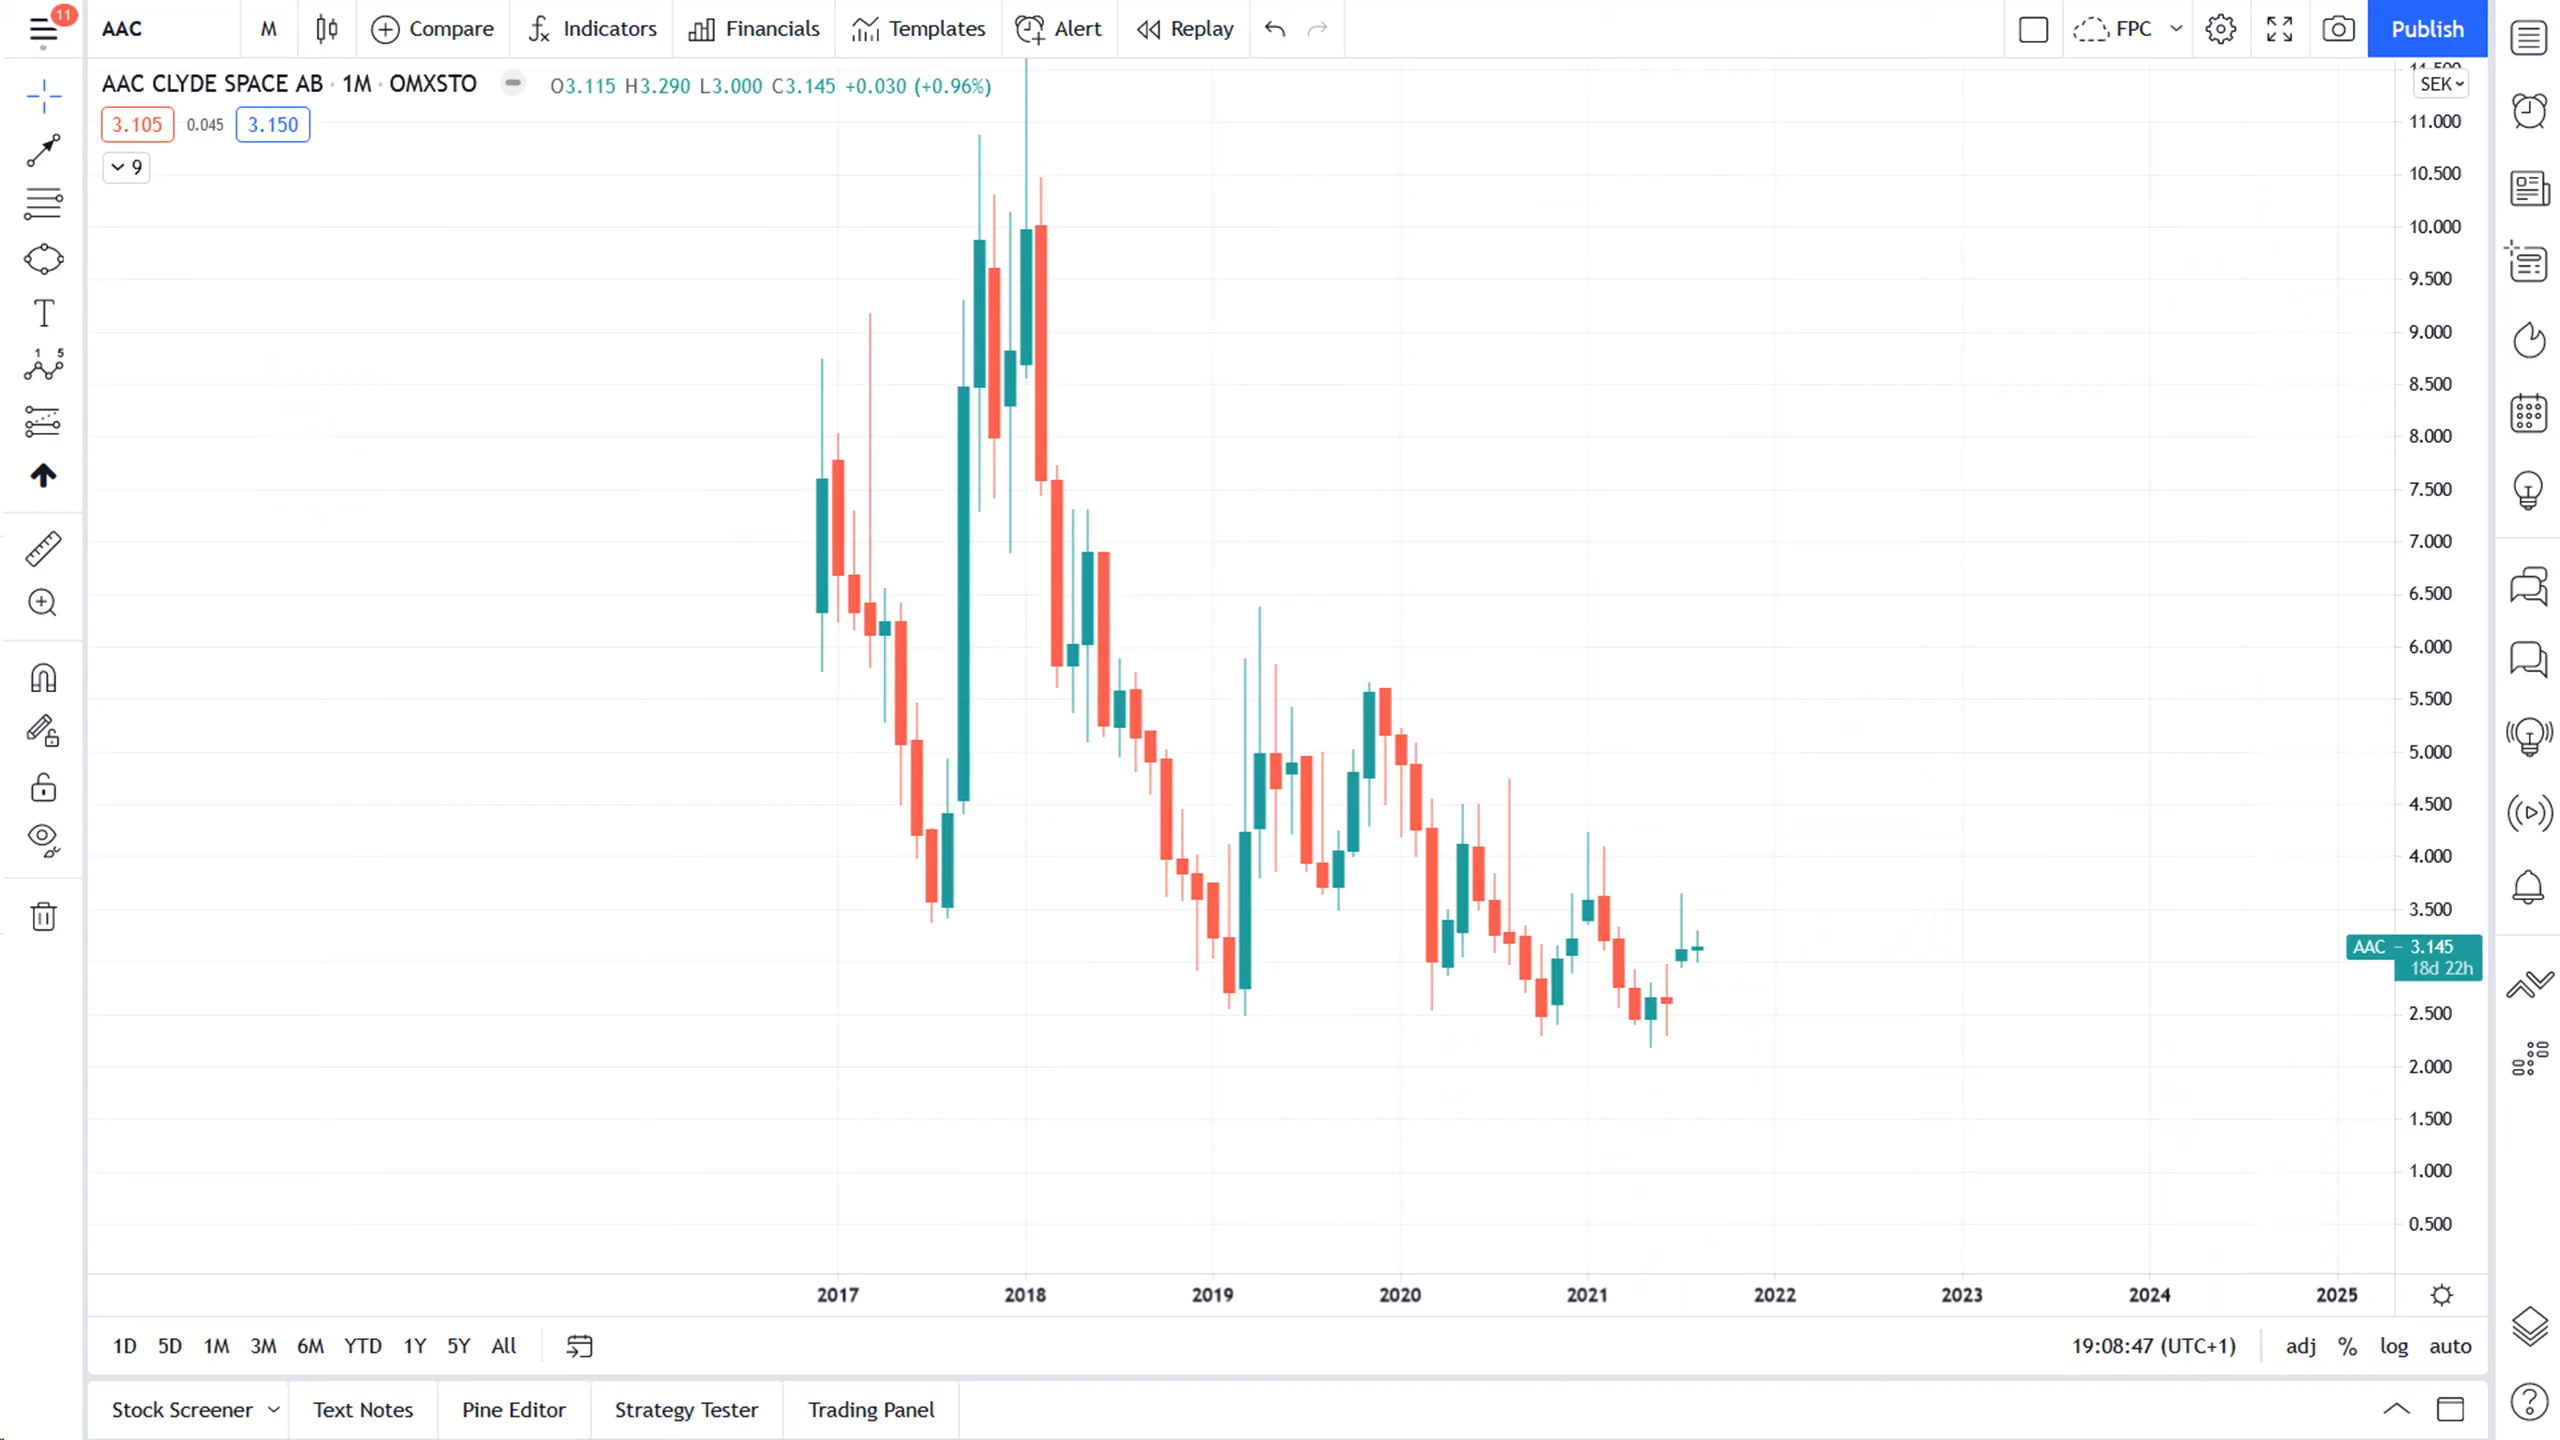 11
AAC M Compare Indicators Financials Templates Alert Replay FPC Publish
AAC CLYDE SPACE AB · 1M · OMXSTO O3.115 H3.290 L3.000 C3.145 +0.030 (+0.96%)
3.105 0.045 3.150
9
T
1 5
11.500
SEK
11.000
10.500
10.000
9.500
9.000
8.500
8.000
7.500
7.000
6.500
6.000
5.500
5.000
4.500
4.000
3.500
AAC 3.145
18d 22h
2.500
2.000
1.500
1.000
0.500
2017 2018 2019 2020 2021 2022 2023 2024 2025
1D 5D 1M 3M 6M YTD 1Y 5Y All 19:08:47 (UTC+1) adj % log auto
Stock Screener Text Notes Pine Editor Strategy Tester Trading Panel